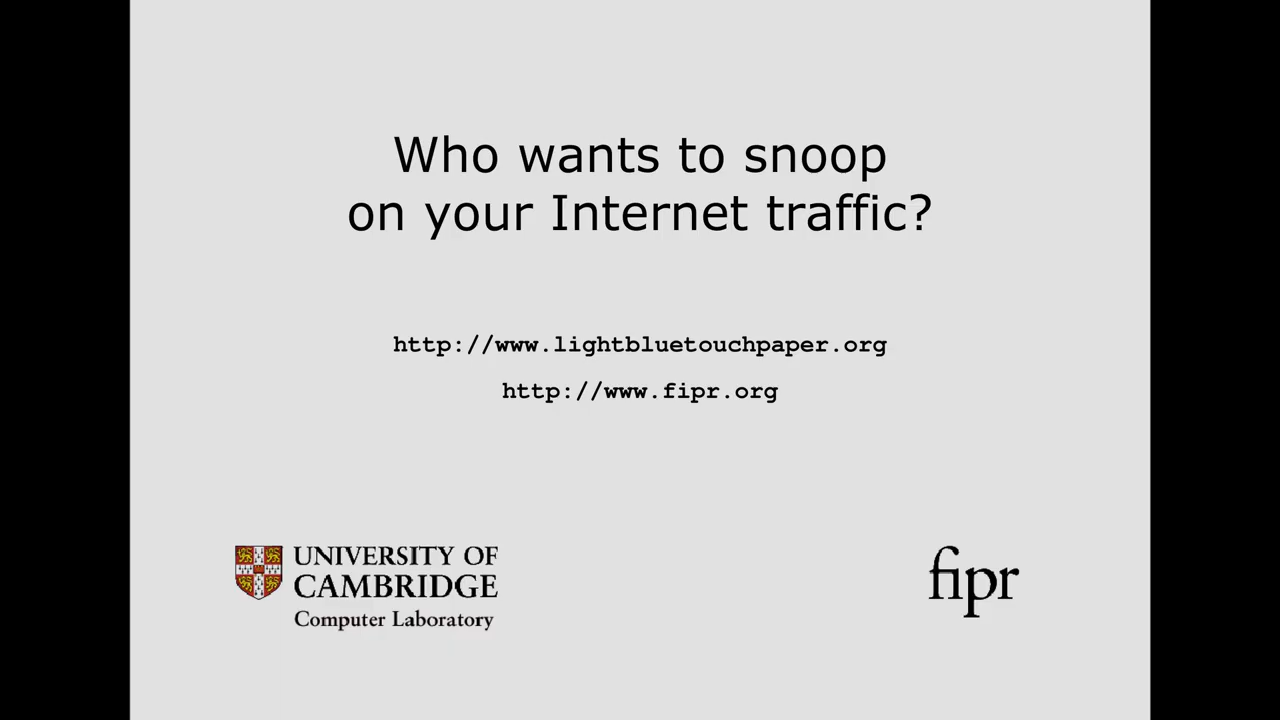 Who wants to snoop
on your Internet traffic?
http://www.lightbluetouchpaper.org
http://www.fipr.org
UNIVERSITY OF
CAMBRIDGE
Computer Laboratory
fipr